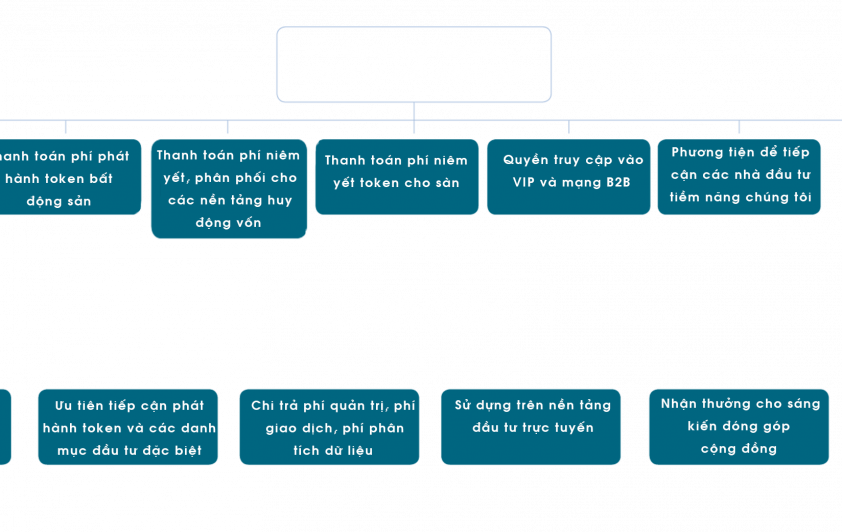 hanh toán phí phát
hành token bất
động sản
Thanh toán phí niêm
yết, phân phối cho
các nền tảng huy
động vốn
Thanh toán phí niêm
yết token cho sàn
Quyền truy cập vào
VIP và mạng B2B
Phương tiện để tiếp
cận các nhà đầu tư
tiềm năng chúng tôi
Ưu tiên tiếp cận phát
hành token và các danh
mục đầu tư đặc biệt
Chi trả phí quản trị, phí
giao dịch, phí phân
tích dữ liệu
Sử dụng trên nền tảng
đầu tư trực tuyến
Nhận thưởng cho sáng
kiến đóng góp
cộng đồng